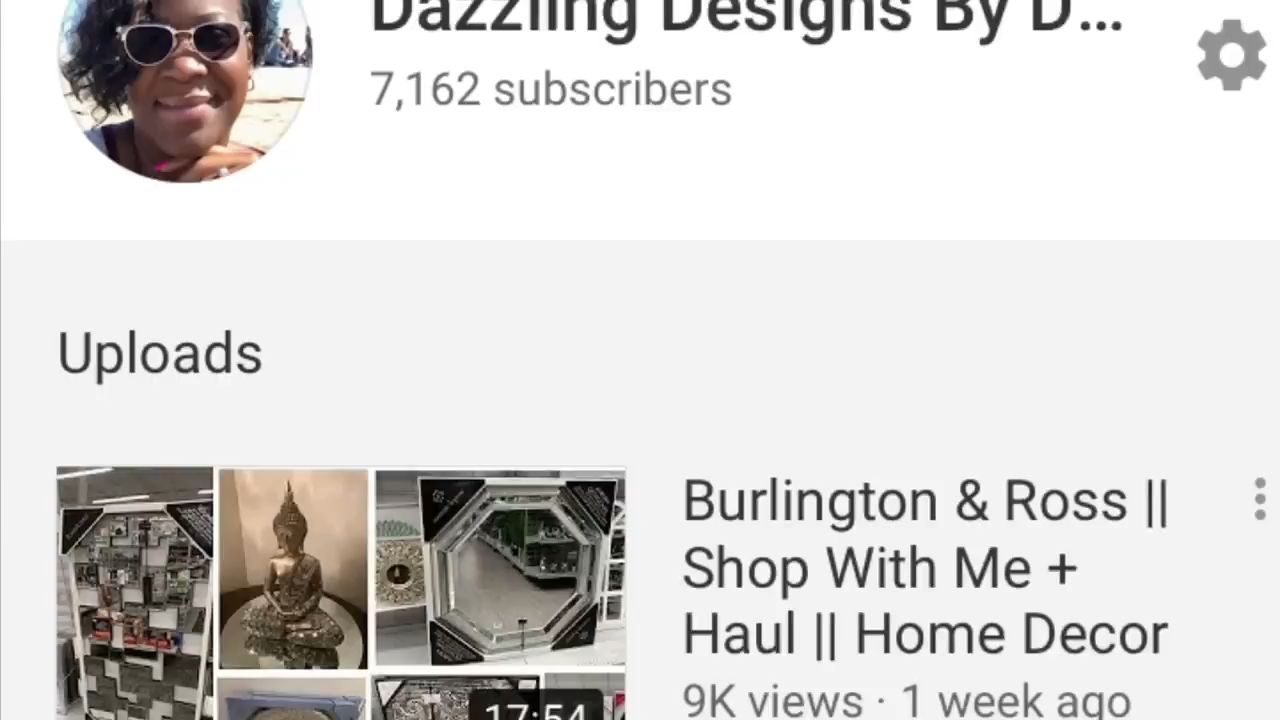 Dazzling Designs By D...
7,162 subscribers
Uploads
Burlington & Ross ||
Shop With Me +
Haul || Home Decor
9K views · 1 week ago
17:54